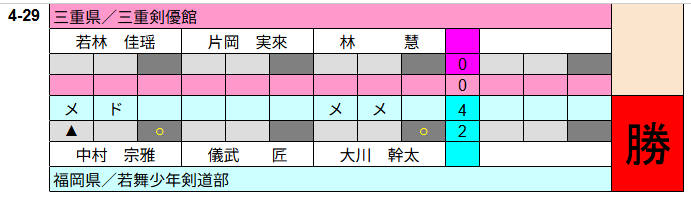 4-29
三重県／三重剣優館
若林　佳瑶 片岡　実來 林　　慧
0
0
メ ド メ メ 4
▲ ○ ○ 2
中村　宗雅 儀武　　匠 大川　幹太
福岡県／若舞少年剣道部
勝